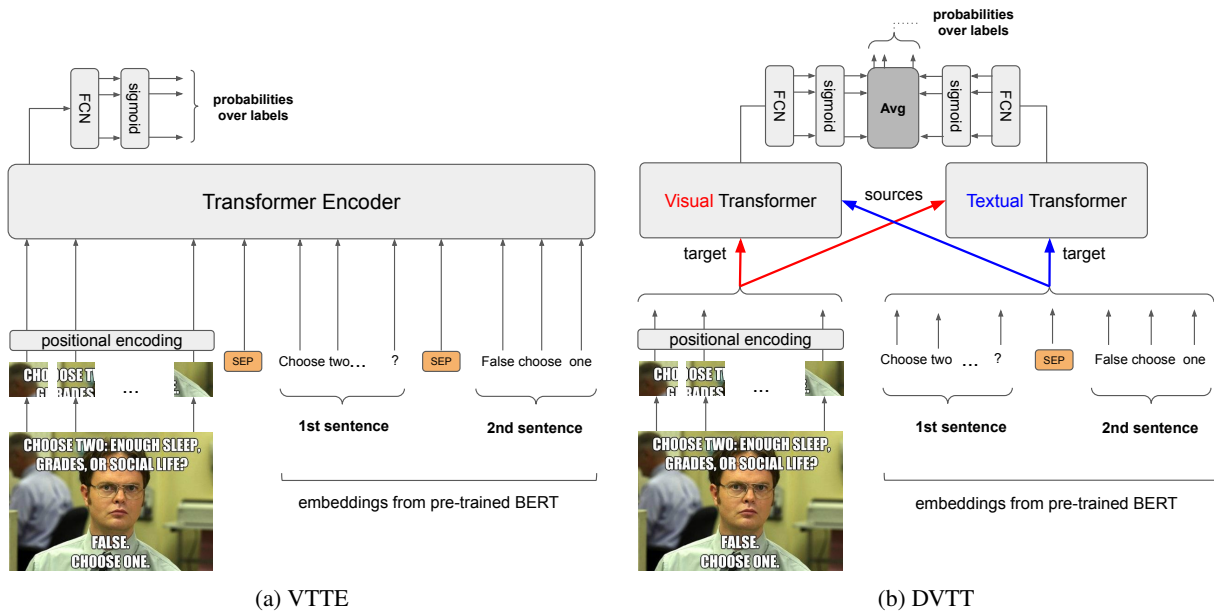 probabilities
over labels
FCN
sigmoid
Transformer Encoder
positional encoding
SEP
Choose two... ?
SEP
False choose one
CHOOSE T
GRADES
...
1st sentence
2nd sentence
CHOOSE TWO: ENOUGH SLEEP,
GRADES, OR SOCIAL LIFE?
FALSE.
CHOOSE ONE.
embeddings from pre-trained BERT
(a) VTTE
probabilities
over labels
FCN
sigmoid
Avg
sigmoid
FCN
Visual Transformer
sources
Textual Transformer
target
target
positional encoding
Choose two ... ?
SEP
False choose one
...
1st sentence
2nd sentence
CHOOSE TWO: ENOUGH SLEEP,
GRADES, OR SOCIAL LIFE?
FALSE.
CHOOSE ONE.
embeddings from pre-trained BERT
(b) DVTT